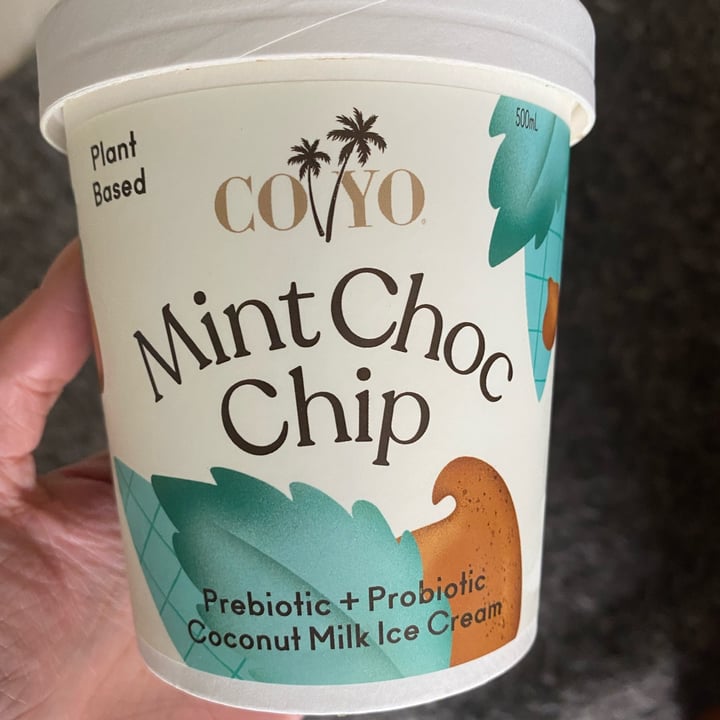 Plant
Based
500mL
COYO
Mint Choc
Chip
Prebiotic + Probiotic
Coconut Milk Ice Cream